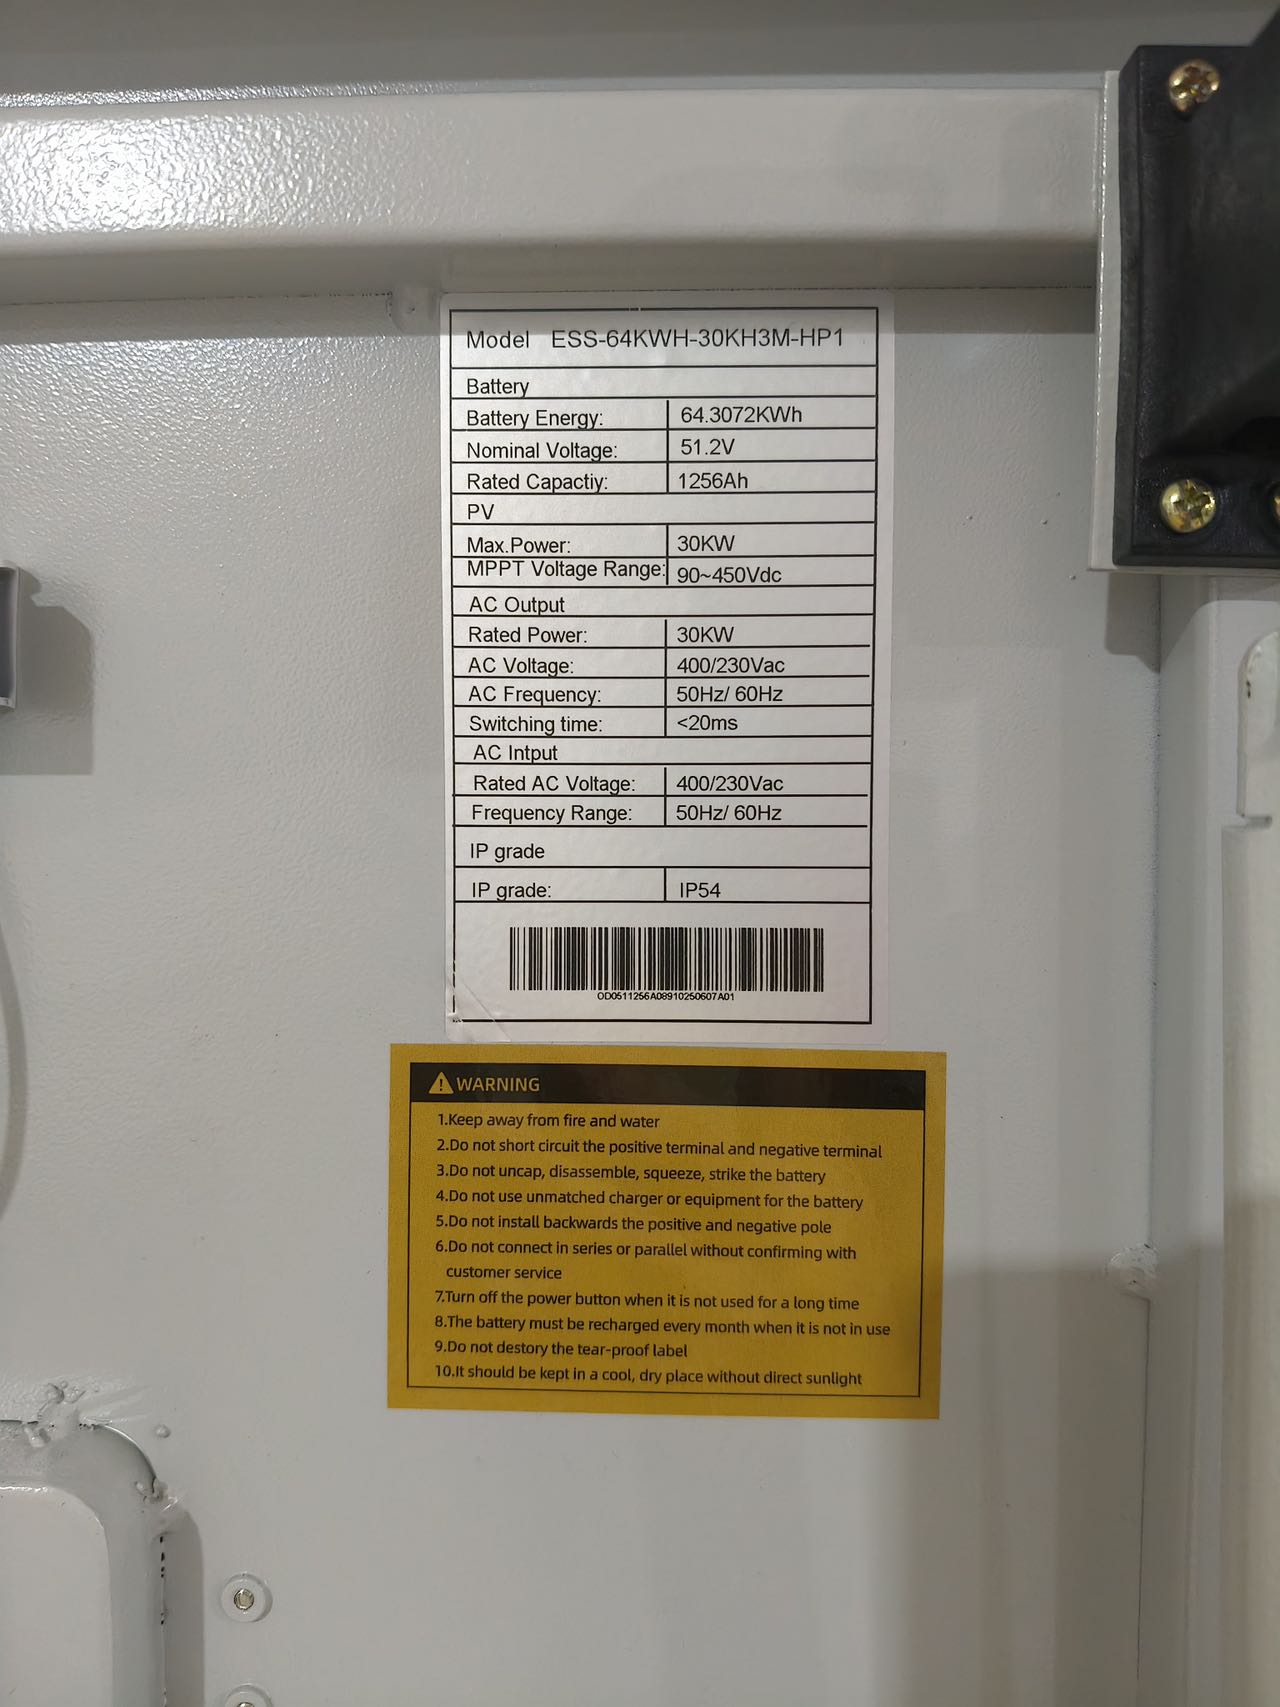 Model ESS-64KWH-30KH3M-HP1
Battery
Battery Energy: 64.3072KWh
Nominal Voltage: 51.2V
Rated Capactiy: 1256Ah
PV
Max.Power: 30KW
MPPT Voltage Range: 90~450Vdc
AC Output
Rated Power: 30KW
AC Voltage: 400/230Vac
AC Frequency: 50Hz/ 60Hz
Switching time: <20ms
AC Intput
Rated AC Voltage: 400/230Vac
Frequency Range: 50Hz/ 60Hz
IP grade
IP grade: IP54
OD0511256A08910250607A01
WARNING
1.Keep away from fire and water
2.Do not short circuit the positive terminal and negative terminal
3.Do not uncap, disassemble, squeeze, strike the battery
4.Do not use unmatched charger or equipment for the battery
5.Do not install backwards the positive and negative pole
6.Do not connect in series or parallel without confirming with
customer service
7.Turn off the power button when it is not used for a long time
8.The battery must be recharged every month when it is not in use
9.Do not destory the tear-proof label
10.It should be kept in a cool, dry place without direct sunlight